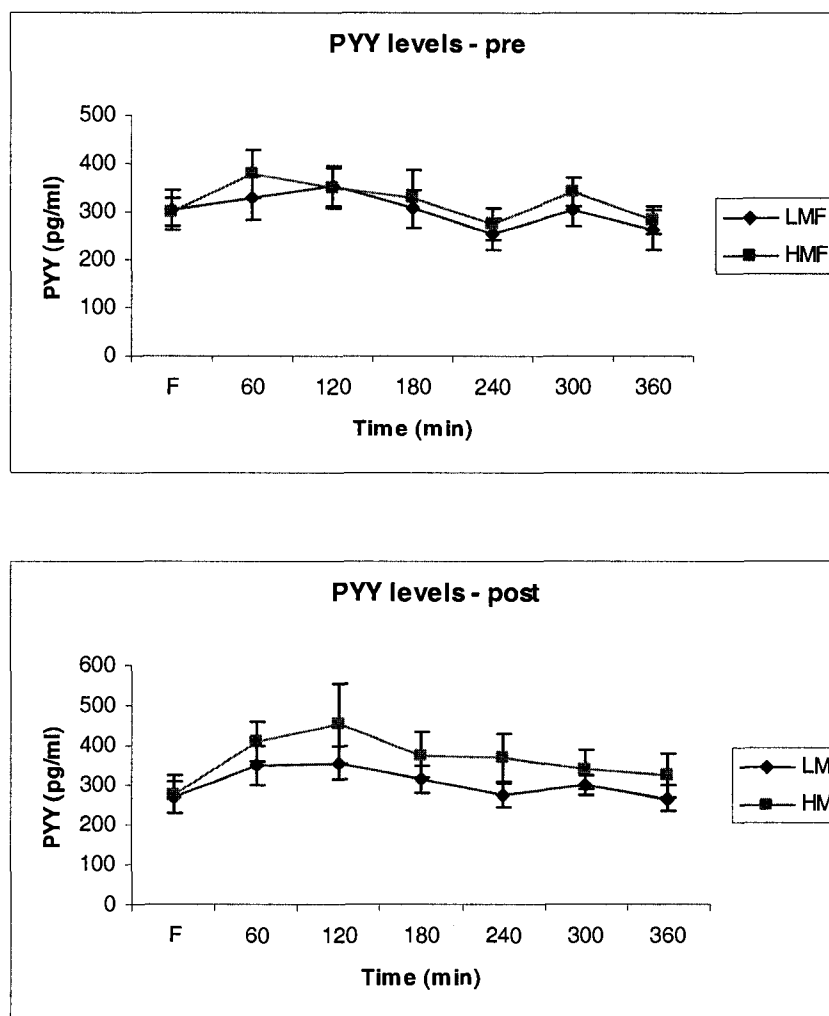 PYY levels - pre
500
400
300
200
100
0
PYY (pg/ml)
F 60 120 180 240 300 360
Time (min)
LMF
HMF
PYY levels - post
600
500
400
300
200
100
0
PYY (pg/ml)
F 60 120 180 240 300 360
Time (min)
LM
HM